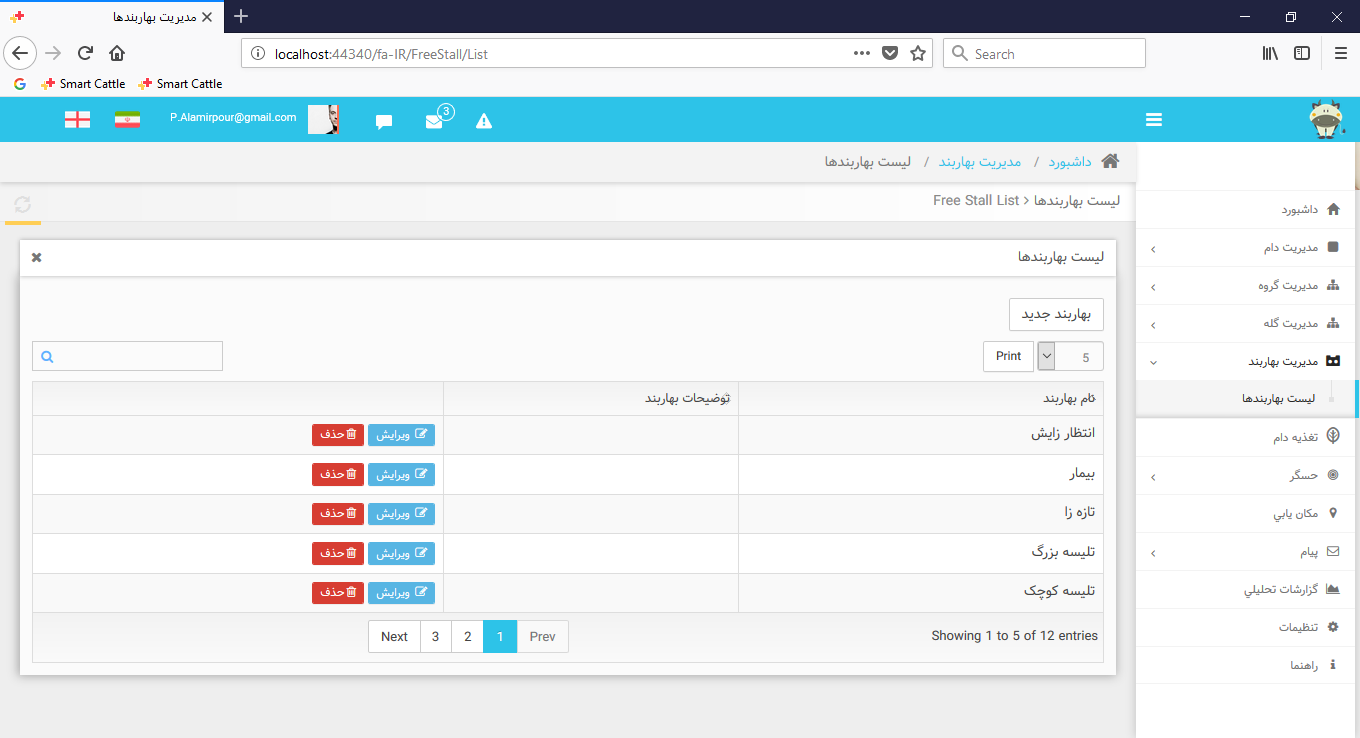 مدیریت بهاربندها
localhost:44340/fa-IR/FreeStall/List
Search
Smart Cattle
Smart Cattle
P.Alamirpour@gmail.com
3
داشبورد / مدیریت بهاربند / لیست بهاربندها
لیست بهاربندها > Free Stall List
داشبورد
مدیریت دام
مدیریت گروه
مدیریت گله
مدیریت بهاربند
لیست بهاربندها
تغذیه دام
حسگر
مکان يابي
پیام
گزارشات تحلیلي
تنظیمات
راهنما
لیست بهاربندها
بهاربند جدید
5
Print
نام بهاربند توضیحات بهاربند
انتظار زایش ویرایش حذف
بیمار ویرایش حذف
تازه زا ویرایش حذف
تلیسه بزرگ ویرایش حذف
تلیسه کوچک ویرایش حذف
Showing 1 to 5 of 12 entries
Prev 1 2 3 Next